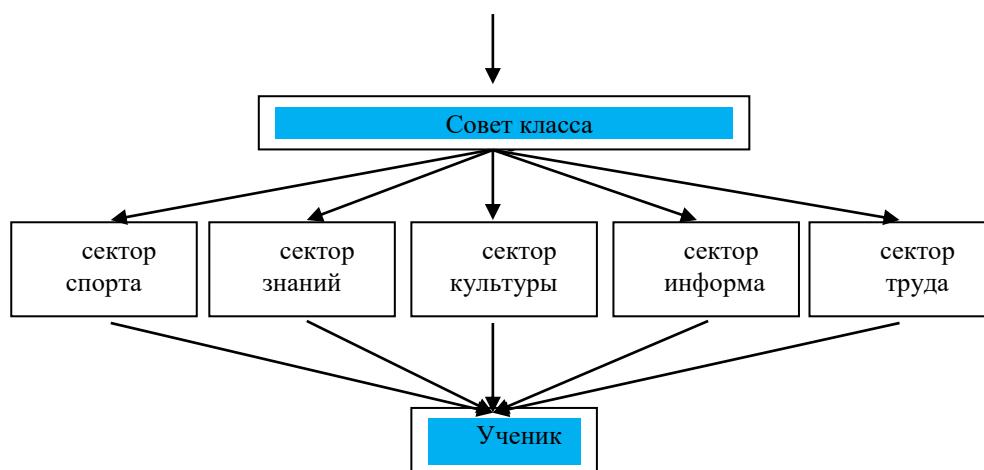 Совет класса
сектор
спорта
сектор
знаний
сектор
культуры
сектор
информа
сектор
труда
Ученик